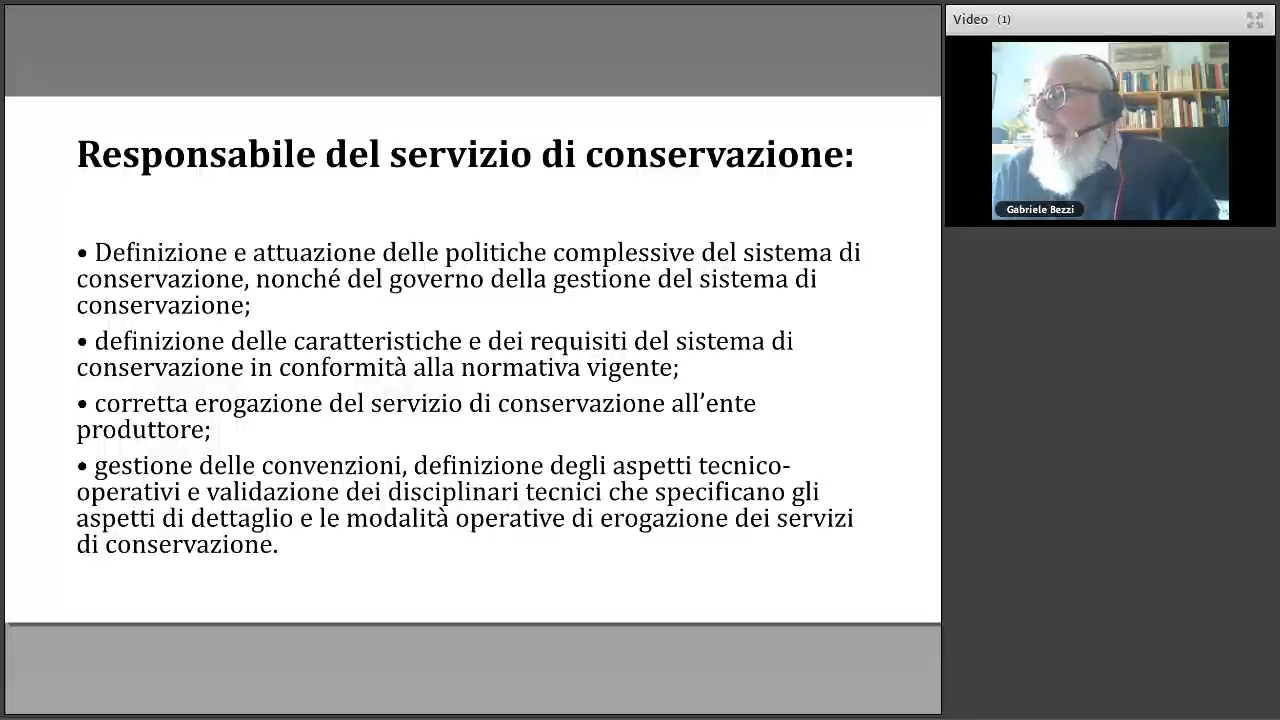 Responsabile del servizio di conservazione:
• Definizione e attuazione delle politiche complessive del sistema di
conservazione, nonché del governo della gestione del sistema di
conservazione;
• definizione delle caratteristiche e dei requisiti del sistema di
conservazione in conformità alla normativa vigente;
• corretta erogazione del servizio di conservazione all’ente
produttore;
• gestione delle convenzioni, definizione degli aspetti tecnico-
operativi e validazione dei disciplinari tecnici che specificano gli
aspetti di dettaglio e le modalità operative di erogazione dei servizi
di conservazione.
Video (1)
Gabriele Bezzi